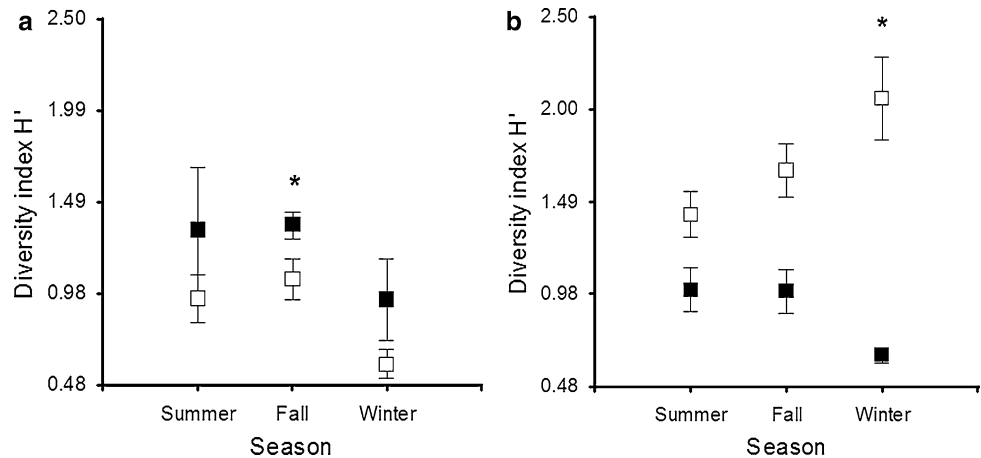 a
2.50
1.99
1.49
0.98
0.48
Diversity index H'
*
Summer Fall Winter
Season
b
2.50
2.00
1.49
0.98
0.48
Diversity index H'
*
Summer Fall Winter
Season